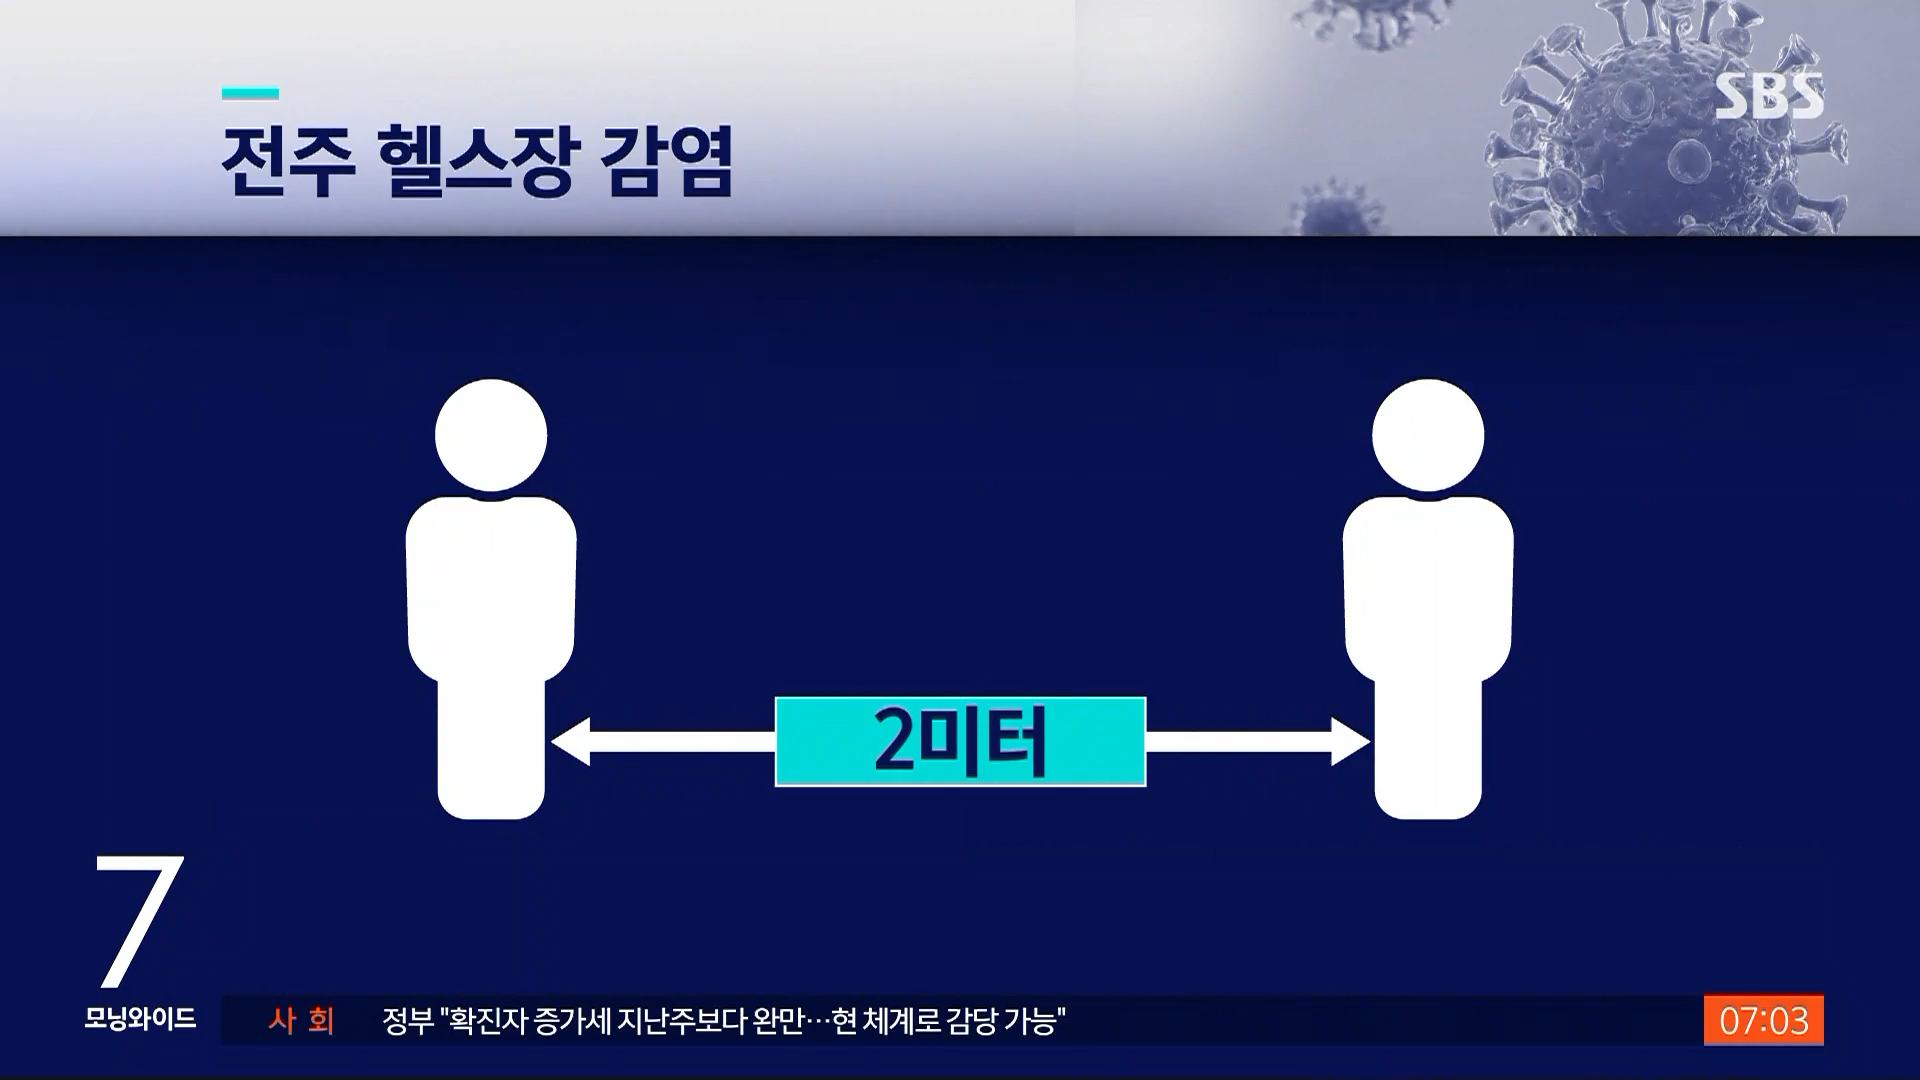 SBS
전주 헬스장 감염
2미터
7
모닝와이드
사 회 정부 "확진자 증가세 지난주보다 완만…현 체계로 감당 가능"
07:03